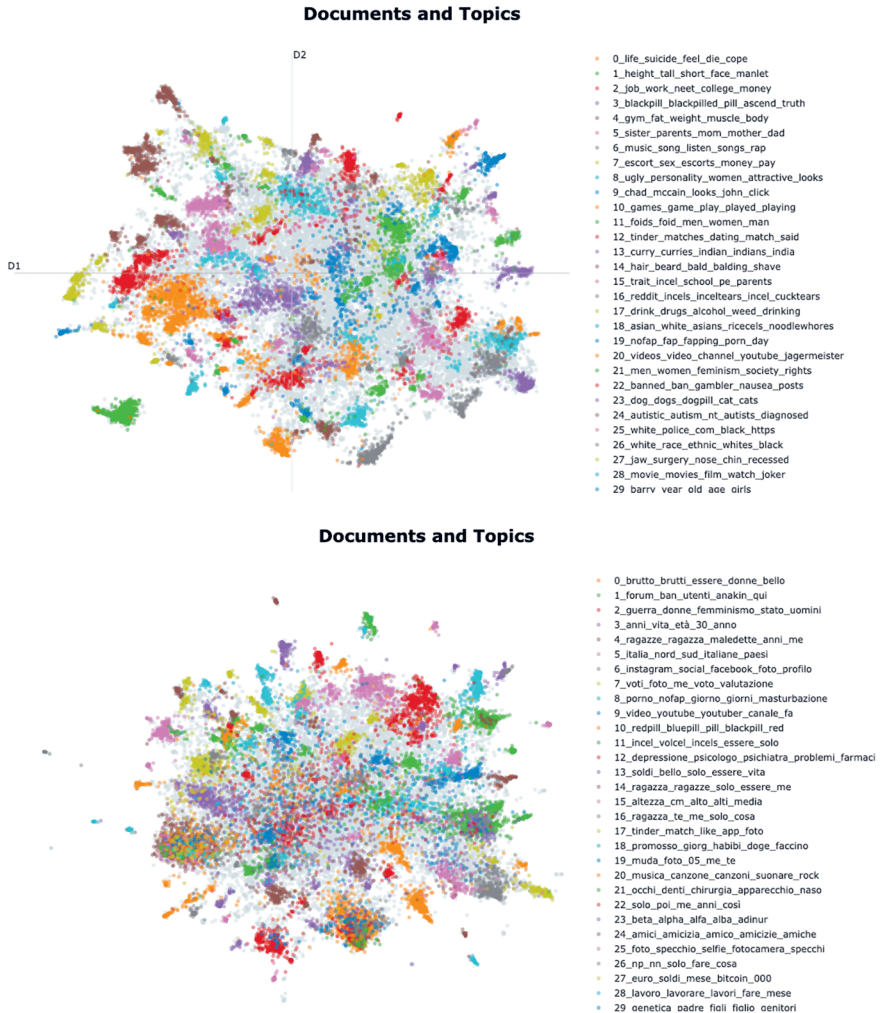 Documents and Topics
D2
D1
0_life_suicide_feel_die_cope
1_height_tall_short_face_manlet
2_job_work_neet_college_money
3_blackpill_blackpilled_pill_ascend_truth
4_gym_fat_weight_muscle_body
5_sister_parents_mom_mother_dad
6_music_song_listen_songs_rap
7_escort_sex_escorts_money_pay
8_ugly_personality_women_attractive_looks
9_chad_mccain_looks_john_click
10_games_game_play_played_playing
11_foids_foid_men_women_man
12_tinder_matches_dating_match_said
13_curry_curries_indian_indians_india
14_hair_beard_bald_balding_shave
15_trait_incel_school_pe_parents
16_reddit_incels_inceltears_incel_cucktears
17_drink_drugs_alcohol_weed_drinking
18_asian_white_asians_ricecels_noodlewhores
19_nofap_fap_fapping_porn_day
20_videos_video_channel_youtube_jagermeister
21_men_women_feminism_society_rights
22_banned_ban_gambler_nausea_posts
23_dog_dogs_dogpill_cat_cats
24_autistic_autism_nt_autists_diagnosed
25_white_police_com_black_https
26_white_race_ethnic_whites_black
27_jaw_surgery_nose_chin_recessed
28_movie_movies_film_watch_joker
29_barry_year_old_age_girls
Documents and Topics
0_brutto_brutti_essere_donne_bello
1_forum_ban_utenti_anakin_qui
2_guerra_donne_femminismo_stato_uomini
3_anni_vita_età_30_anno
4_ragazze_ragazza_maledette_anni_me
5_italia_nord_sud_italiane_paesi
6_instagram_social_facebook_foto_profilo
7_voti_foto_me_voto_valutazione
8_porno_nofap_giorno_giorni_masturbazione
9_video_youtube_youtuber_canale_fa
10_redpill_bluepill_pill_blackpill_red
11_incel_volcel_incels_essere_solo
12_depressione_psicologo_psichiatra_problemi_farmaci
13_soldi_bello_solo_essere_vita
14_ragazza_ragazze_solo_essere_me
15_altezza_cm_alto_alti_media
16_ragazza_te_me_solo_cosa
17_tinder_match_like_app_foto
18_promosso_giorg_habibi_doge_faccino
19_muda_foto_05_me_te
20_musica_canzone_canzoni_suonare_rock
21_occhi_denti_chirurgia_apparecchio_naso
22_solo_poi_me_anni_così
23_beta_alpha_alfa_alba_adinur
24_amici_amicizia_amico_amicizie_amiche
25_foto_specchio_selfie_fotocamera_specchi
26_np_nn_solo_fare_cosa
27_euro_soldi_mese_bitcoin_000
28_lavoro_lavorare_lavori_fare_mese
29_genetica_padre_figli_figlio_genitori